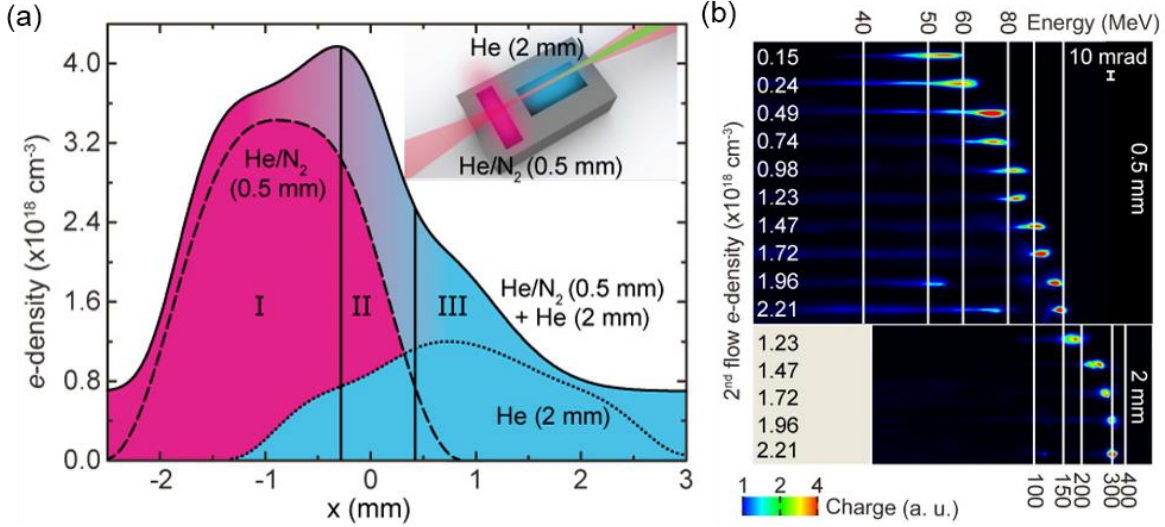 (a)
e-density (x10¹⁸ cm⁻³)
4.0
3.2
2.4
1.6
0.8
0.0
-2
-1
0
1
2
3
x (mm)
He/N₂
(0.5 mm)
I
II
III
He (2 mm)
He/N₂ (0.5 mm)
He/N₂ (0.5 mm)
+ He (2 mm)
He (2 mm)
(b)
40
50
60
80
Energy (MeV)
2ⁿᵈ flow e-density (x10¹⁸ cm⁻³)
0.15
0.24
0.49
0.74
0.98
1.23
1.47
1.72
1.96
2.21
10 mrad
0.5 mm
1.23
1.47
1.72
1.96
2.21
2 mm
1
2
4
Charge (a. u.)
100
150
200
300
400